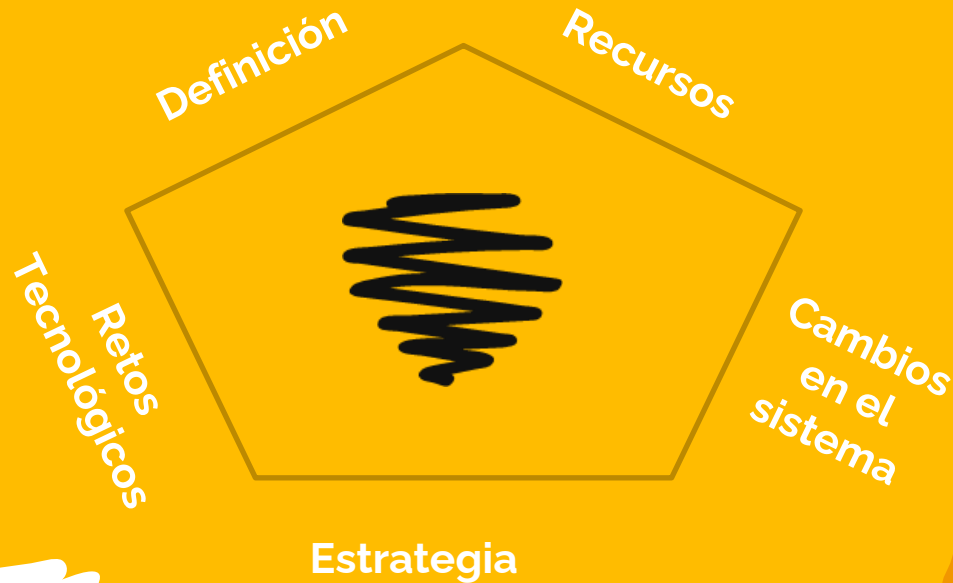 Definición
Recursos
Retos
Tecnológicos
Cambios
en el
sistema
Estrategia